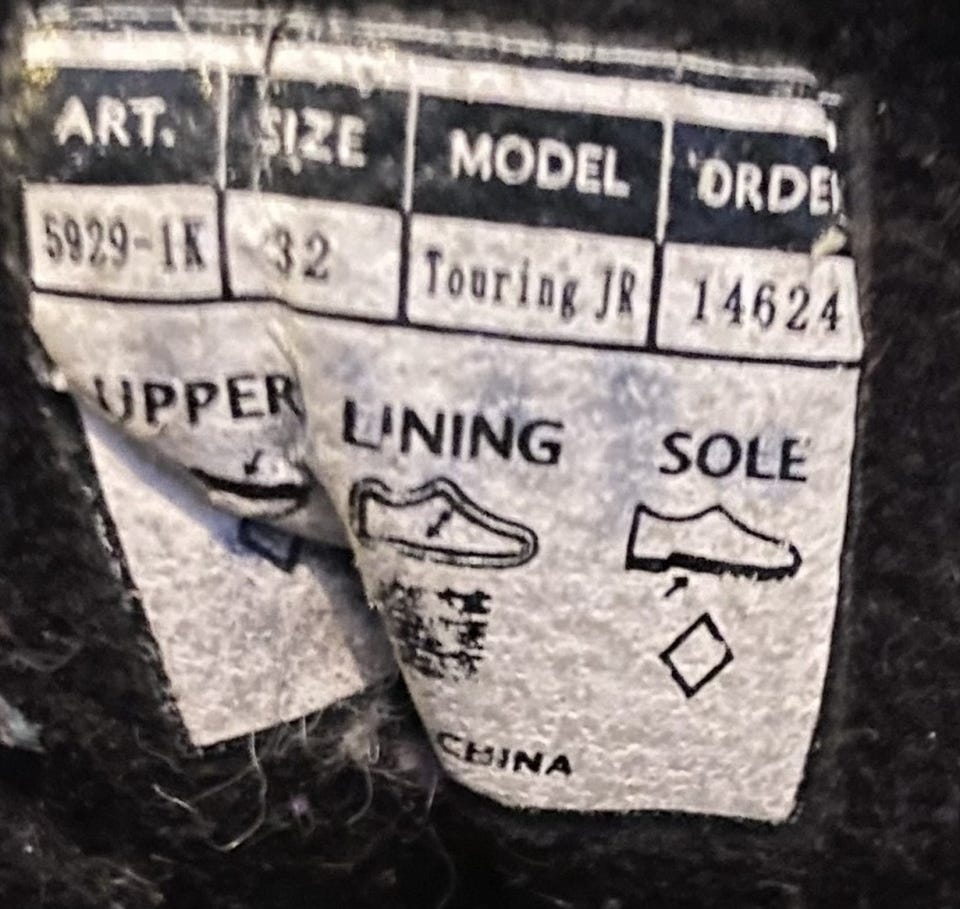 ART. SIZE MODEL ORDE
5929-1K 32 Touring JR 14624
UPPER LINING SOLE
CHINA